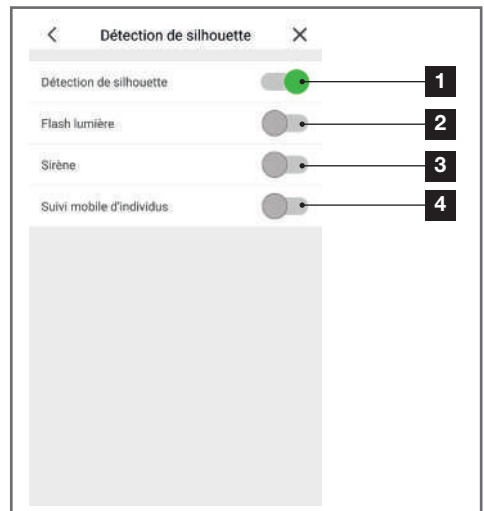 Détection de silhouette
Détection de silhouette 1
Flash lumière 2
Sirène 3
Suivi mobile d'individus 4